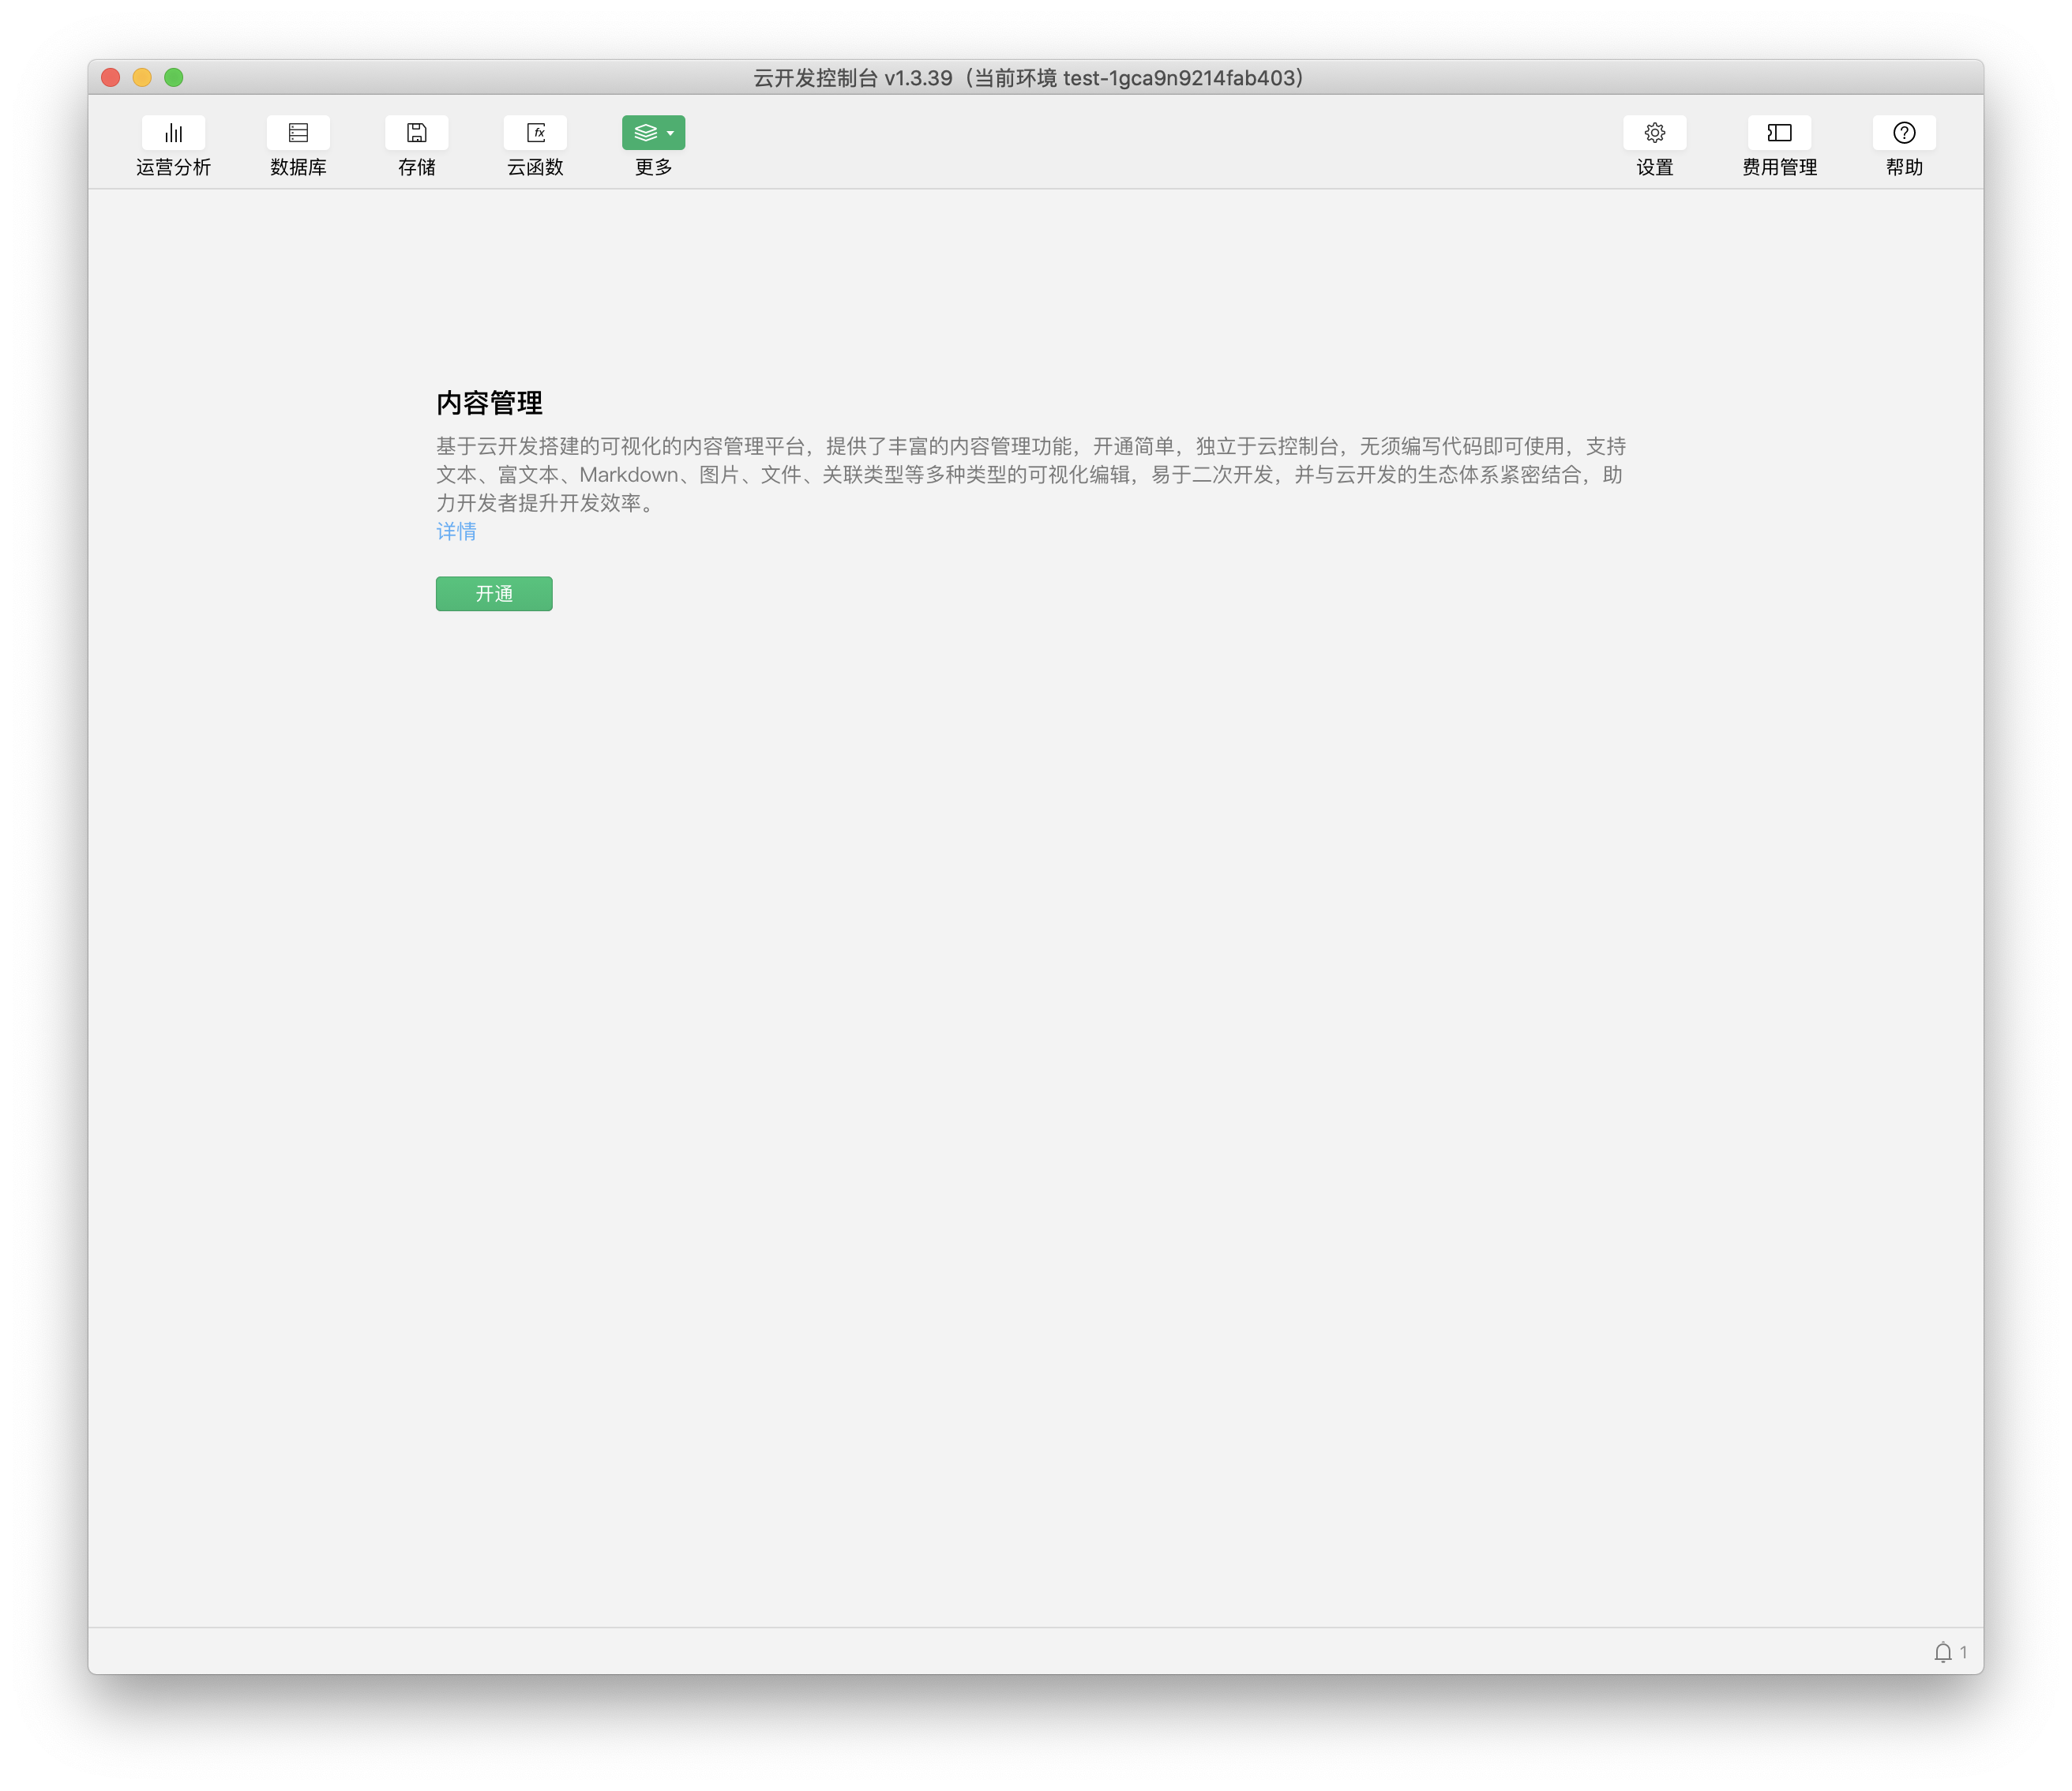 云开发控制台 v1.3.39（当前环境 test-1gca9n9214fab403）
运营分析
数据库
存储
fx
云函数
更多
设置
费用管理
?
帮助
内容管理
基于云开发搭建的可视化的内容管理平台，提供了丰富的内容管理功能，开通简单，独立于云控制台，无须编写代码即可使用，支持
文本、富文本、Markdown、图片、文件、关联类型等多种类型的可视化编辑，易于二次开发，并与云开发的生态体系紧密结合，助
力开发者提升开发效率。
详情
开通
1